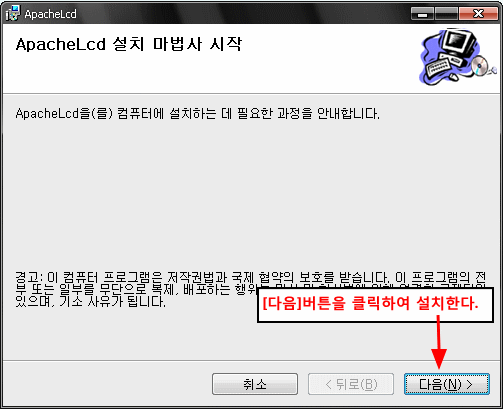 ApacheLcd
ApacheLcd 설치 마법사 시작
ApacheLcd을(를) 컴퓨터에 설치하는 데 필요한 과정을 안내합니다.
경고: 이 컴퓨터 프로그램은 저작권법과 국제 협약의 보호를 받습니다. 이 프로그램의 전
부 또는 일부를 무단으로 복제, 배포하는 행위는
있으며, 기소 사유가 됩니다.
[다음]버튼을 클릭하여 설치한다.
취소
< 뒤로(B)
다음(N) >